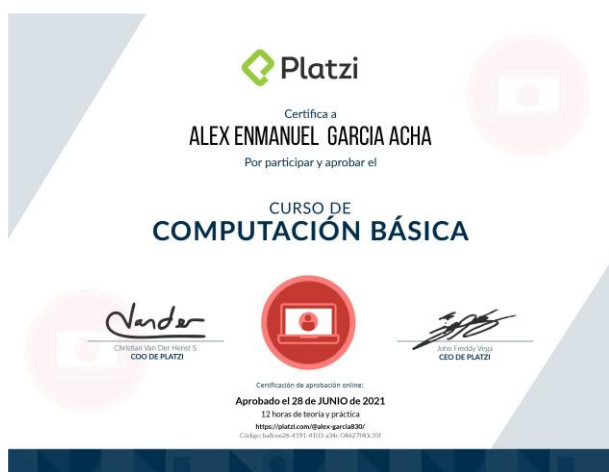 Platzi
Certifica a
ALEX ENMANUEL GARCIA ACHA
Por participar y aprobar el
CURSO DE
COMPUTACIÓN BÁSICA
Christian Van Der Henst S.
COO DE PLATZI
John Freddy Vega
CEO DE PLATZI
Certificación de aprobación online:
Aprobado el 28 de JUNIO de 2021
12 horas de teoría y práctica
https://platzi.com/@alex-garcia830/
Código: